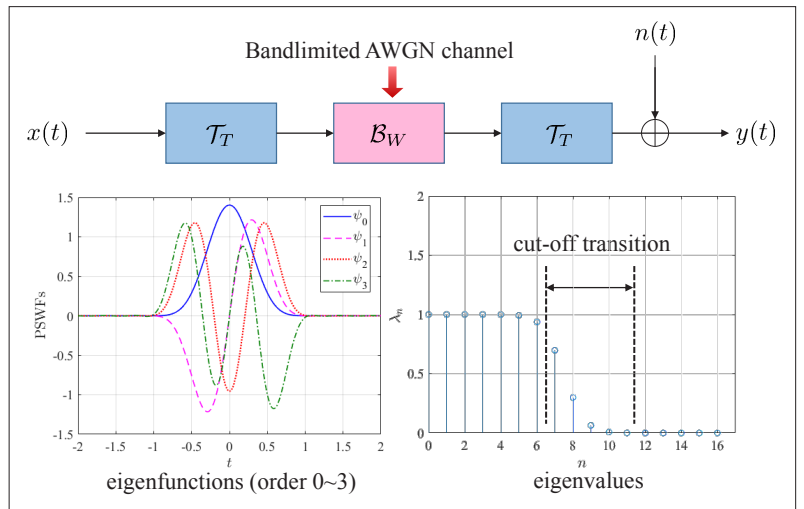 Bandlimited AWGN channel
n(t)
x(t)
𝒯_T
ℬ_W
𝒯_T
y(t)
1.5
1
0.5
0
-0.5
-1
-1.5
PSWFs
ψ_0
ψ_1
ψ_2
ψ_3
-2 -1.5 -1 -0.5 0 0.5 1 1.5 2
t
eigenfunctions (order 0~3)
2
1.5
1
0.5
0
λ_n
cut-off transition
0 2 4 6 8 10 12 14 16
n
eigenvalues